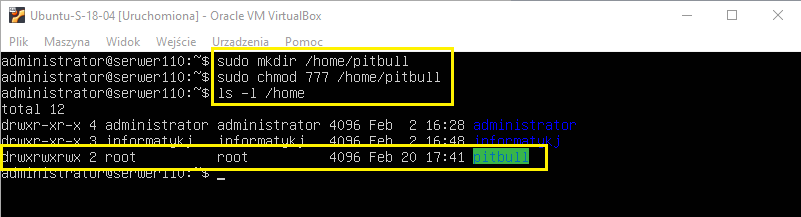 Ubuntu-S-18-04 [Uruchomiona] - Oracle VM VirtualBox
Plik Maszyna Widok Wejście Urządzenia Pomoc
administrator@serwer110:~$ sudo mkdir /home/pitbull
administrator@serwer110:~$ sudo chmod 777 /home/pitbull
administrator@serwer110:~$ ls -l /home
total 12
drwxr-xr-x 4 administrator administrator 4096 Feb 2 16:28 administrator
drwxr-xr-x 3 informatykj informatykj 4096 Feb 2 16:48 informatykj
drwxrwxrwx 2 root root 4096 Feb 20 17:41 pitbull
administrator@serwer110:~$ _